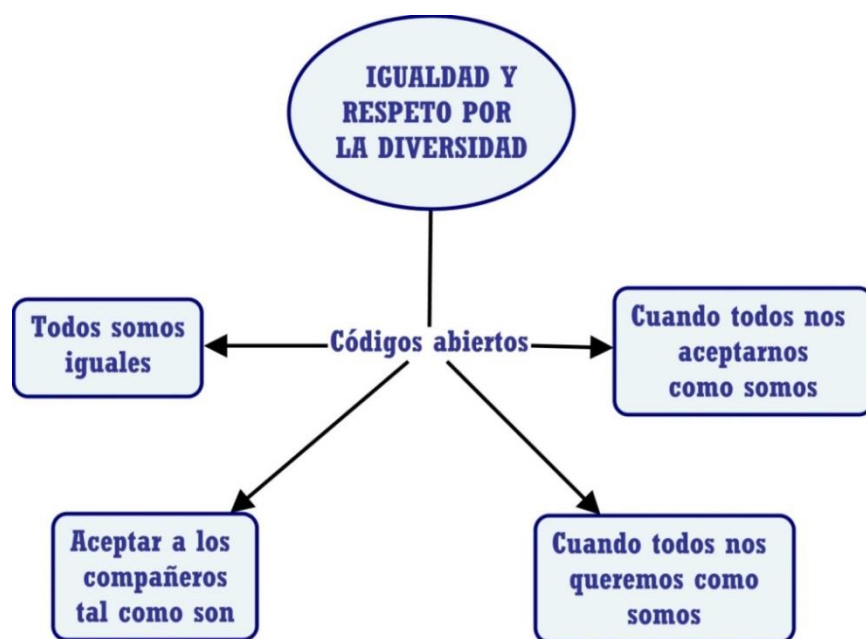 IGUALDAD Y
RESPETO POR
LA DIVERSIDAD
Códigos abiertos
Todos somos
iguales
Cuando todos nos
aceptarnos
como somos
Aceptar a los
compañeros
tal como son
Cuando todos nos
queremos como
somos